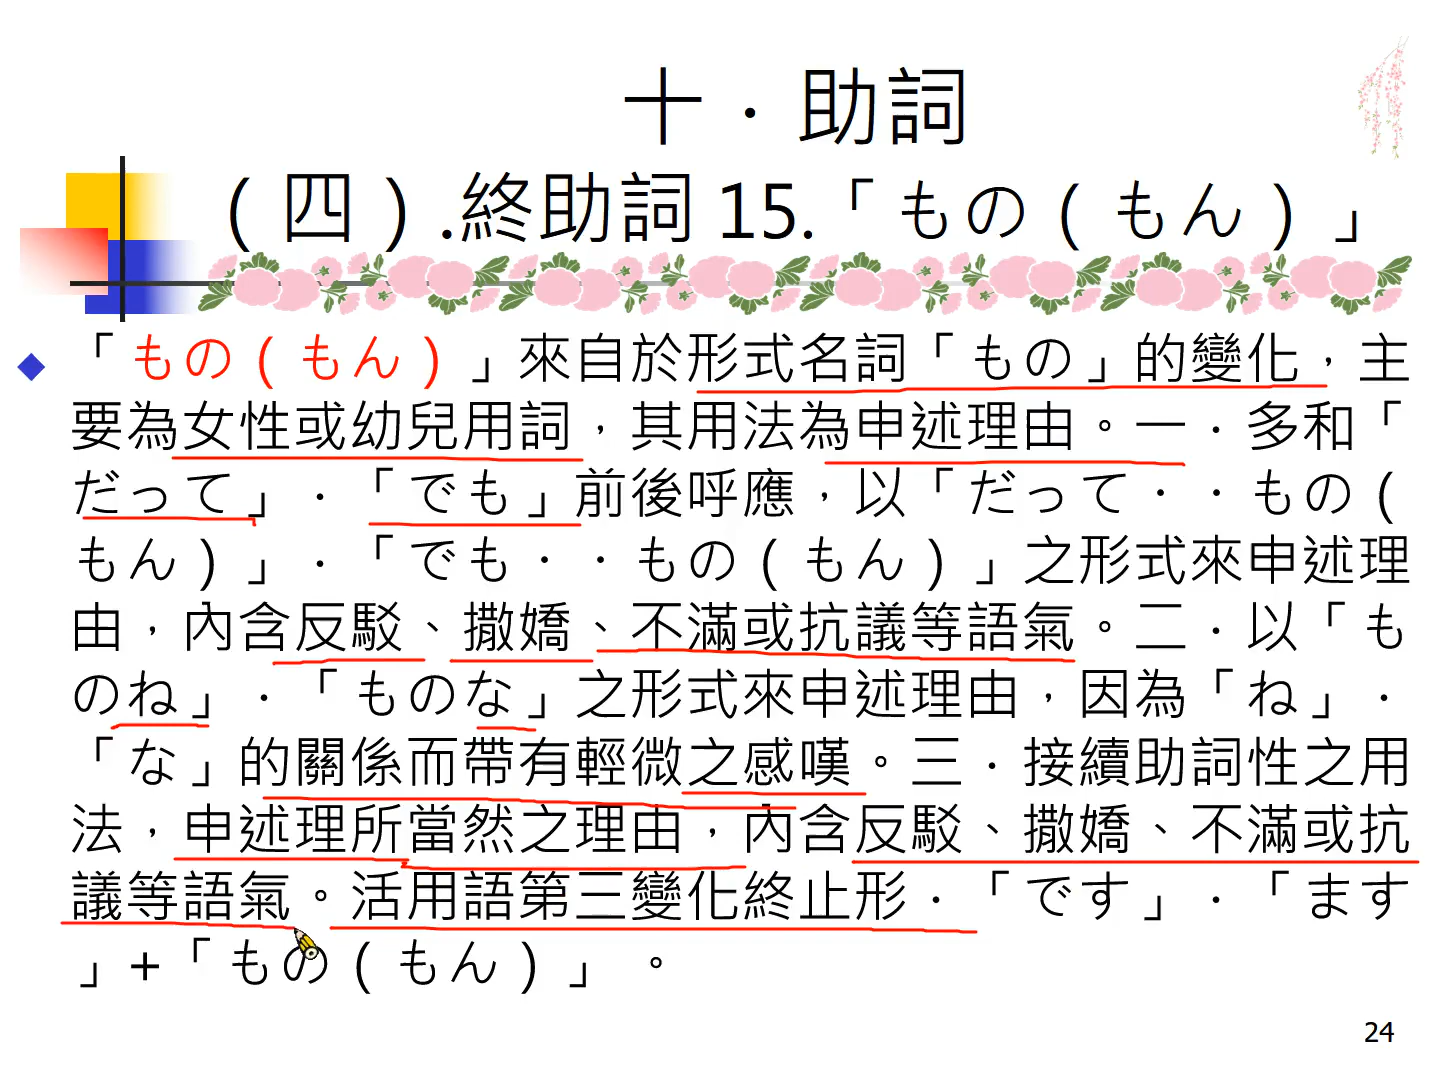 十．助詞
（四）.終助詞 15.「もの（もん）」
「もの（もん）」來自於形式名詞「もの」的變化，主
要為女性或幼兒用詞，其用法為申述理由。一．多和「
だって」．「でも」前後呼應，以「だって・・もの（
もん）」．「でも・・もの（もん）」之形式來申述理
由，內含反駁、撒嬌、不滿或抗議等語氣。二．以「も
のね」．「ものな」之形式來申述理由，因為「ね」．
「な」的關係而帶有輕微之感嘆。三．接續助詞性之用
法，申述理所當然之理由，內含反駁、撒嬌、不滿或抗
議等語氣。活用語第三變化終止形．「です」．「ます
」+「もの（もん）」。
24